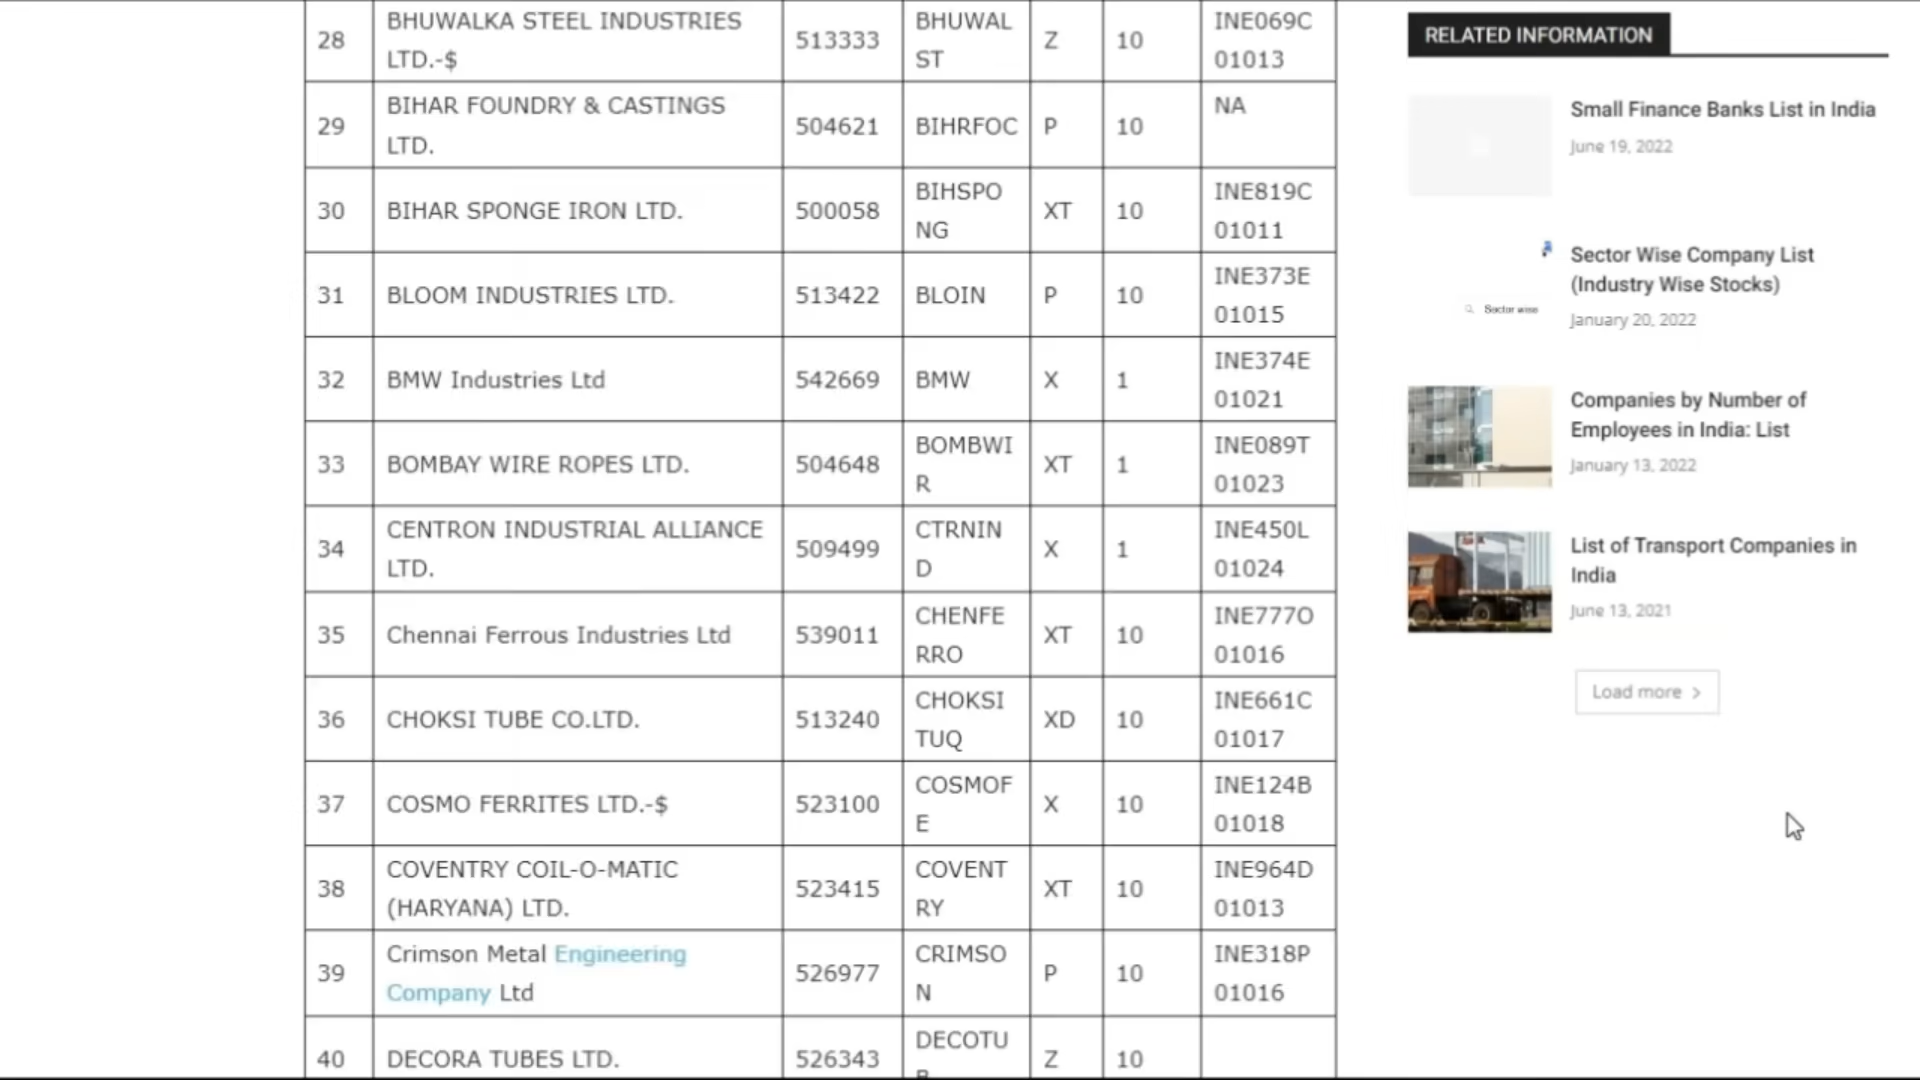 28
BHUWALKA STEEL INDUSTRIES
LTD.-$
513333
BHUWAL
ST
Z
10
INE069C
01013
29
BIHAR FOUNDRY & CASTINGS
LTD.
504621
BIHRFOC
P
10
NA
30
BIHAR SPONGE IRON LTD.
500058
BIHSPO
NG
XT
10
INE819C
01011
31
BLOOM INDUSTRIES LTD.
513422
BLOIN
P
10
INE373E
01015
32
BMW Industries Ltd
542669
BMW
X
1
INE374E
01021
33
BOMBAY WIRE ROPES LTD.
504648
BOMBWI
R
XT
1
INE089T
01023
34
CENTRON INDUSTRIAL ALLIANCE
LTD.
509499
CTRNIN
D
X
1
INE450L
01024
35
Chennai Ferrous Industries Ltd
539011
CHENFE
RRO
XT
10
INE777O
01016
36
CHOKSI TUBE CO.LTD.
513240
CHOKSI
TUQ
XD
10
INE661C
01017
37
COSMO FERRITES LTD.-$
523100
COSMOF
E
X
10
INE124B
01018
38
COVENTRY COIL-O-MATIC
(HARYANA) LTD.
523415
COVENT
RY
XT
10
INE964D
01013
39
Crimson Metal Engineering
Company Ltd
526977
CRIMSO
N
P
10
INE318P
01016
40
DECORA TUBES LTD.
526343
DECOTU
Z
10
RELATED INFORMATION
Small Finance Banks List in India
June 19, 2022
Sector wise
Sector Wise Company List
(Industry Wise Stocks)
January 20, 2022
Companies by Number of
Employees in India: List
January 13, 2022
List of Transport Companies in
India
June 13, 2021
Load more >